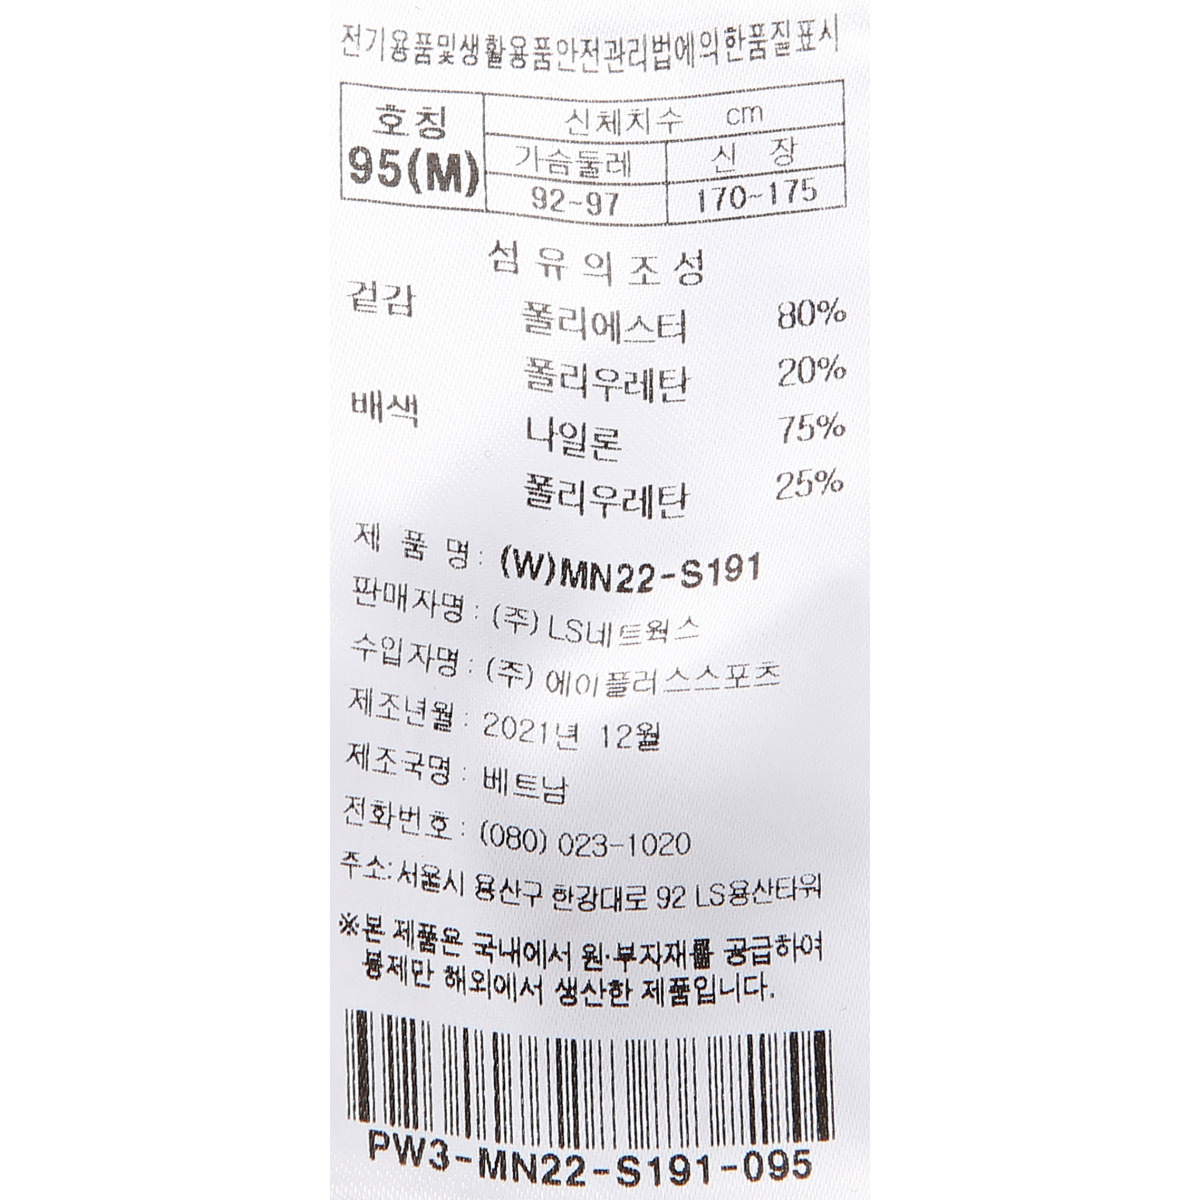 전기용품및생활용품안전관리법에의한품질표시
호칭 신체치수 cm
95(M) 가슴둘레 신 장
92-97 170-175
섬 유 의 조 성
겉감 폴리에스터 80%
폴리우레탄 20%
배색 나일론 75%
폴리우레탄 25%
제 품 명 : (W)MN22-S191
판매자명 : (주) LS네트웍스
수입자명 : (주) 에이플러스스포츠
제조년월 : 2021년 12월
제조국명 : 베트남
전화번호 : (080) 023-1020
주소: 서울시 용산구 한강대로 92 LS용산타워
※본 제품은 국내에서 원·부자재를 공급하여
봉제만 해외에서 생산한 제품입니다.
PW3-MN22-S191-095